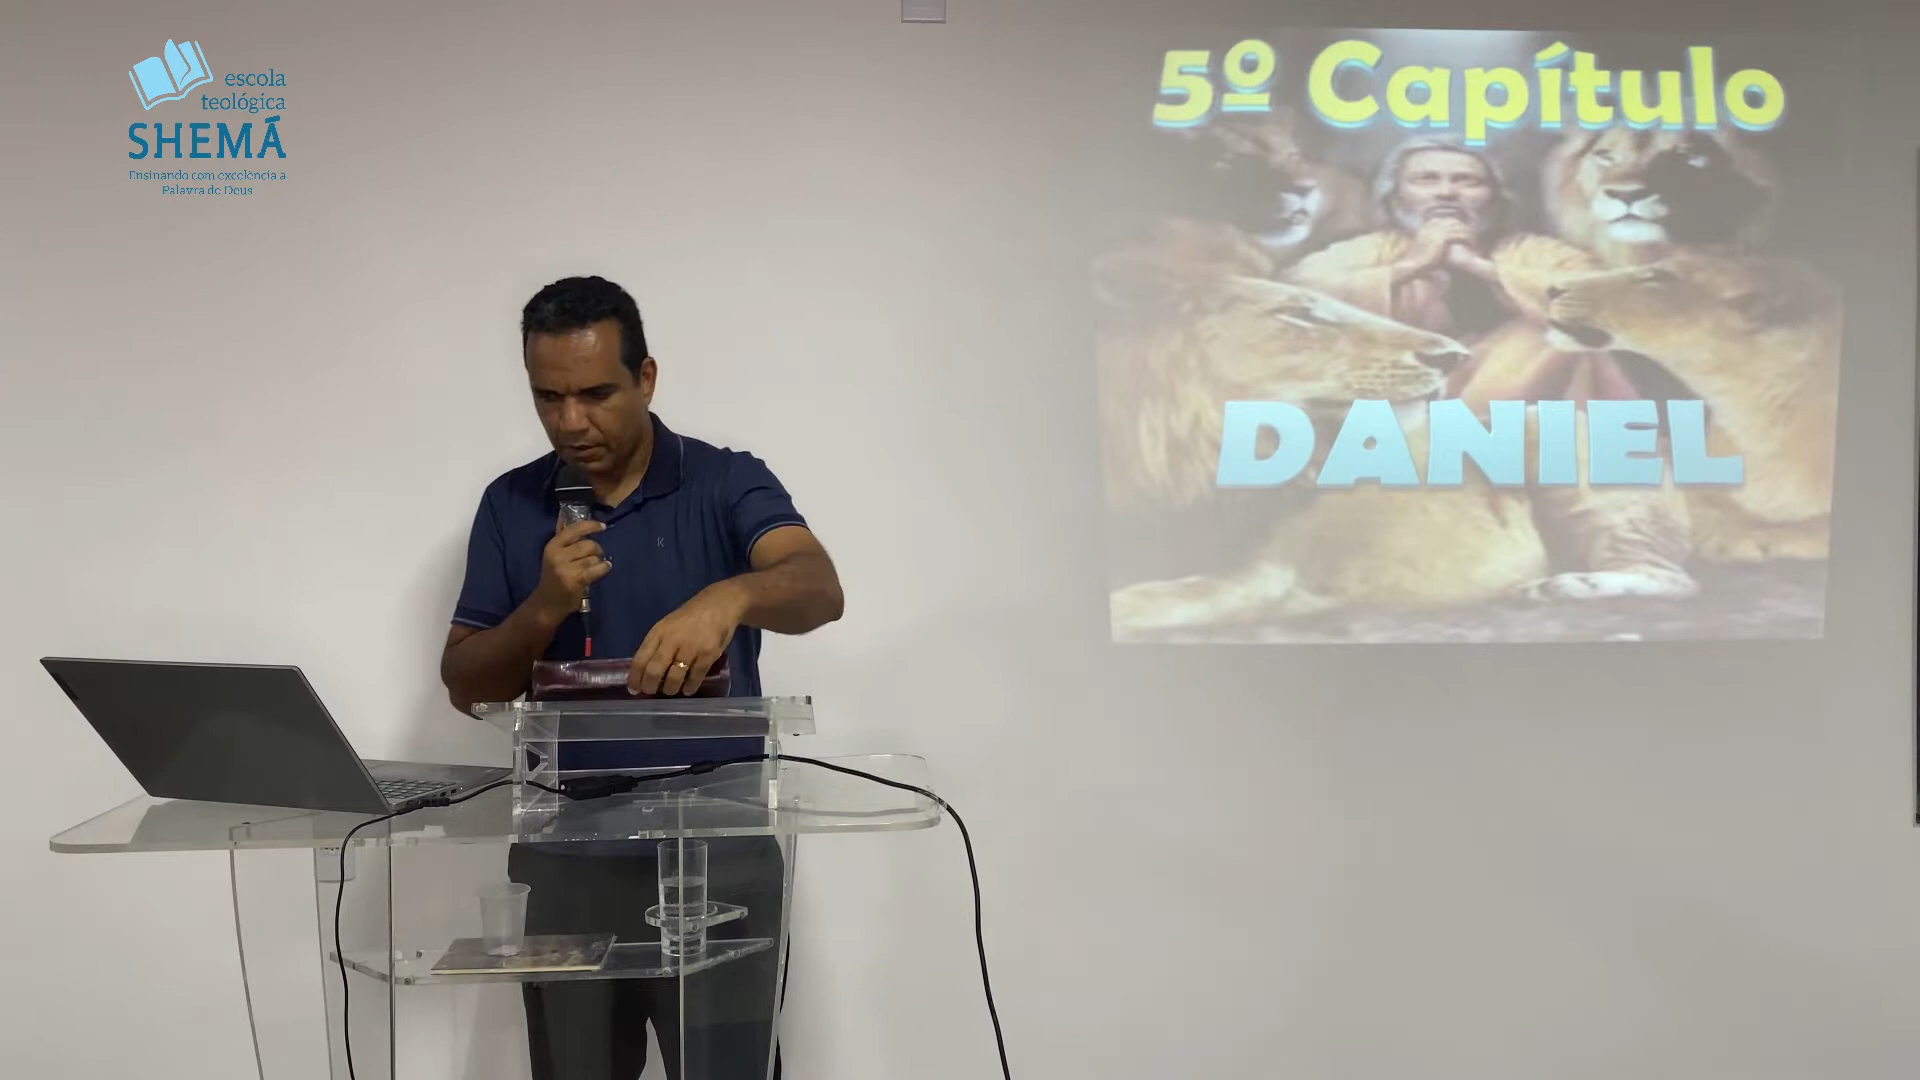 escola
teológica
SHEMÁ
Ensinando com excelência a
Palavra de Deus
5º Capítulo
DANIEL
K